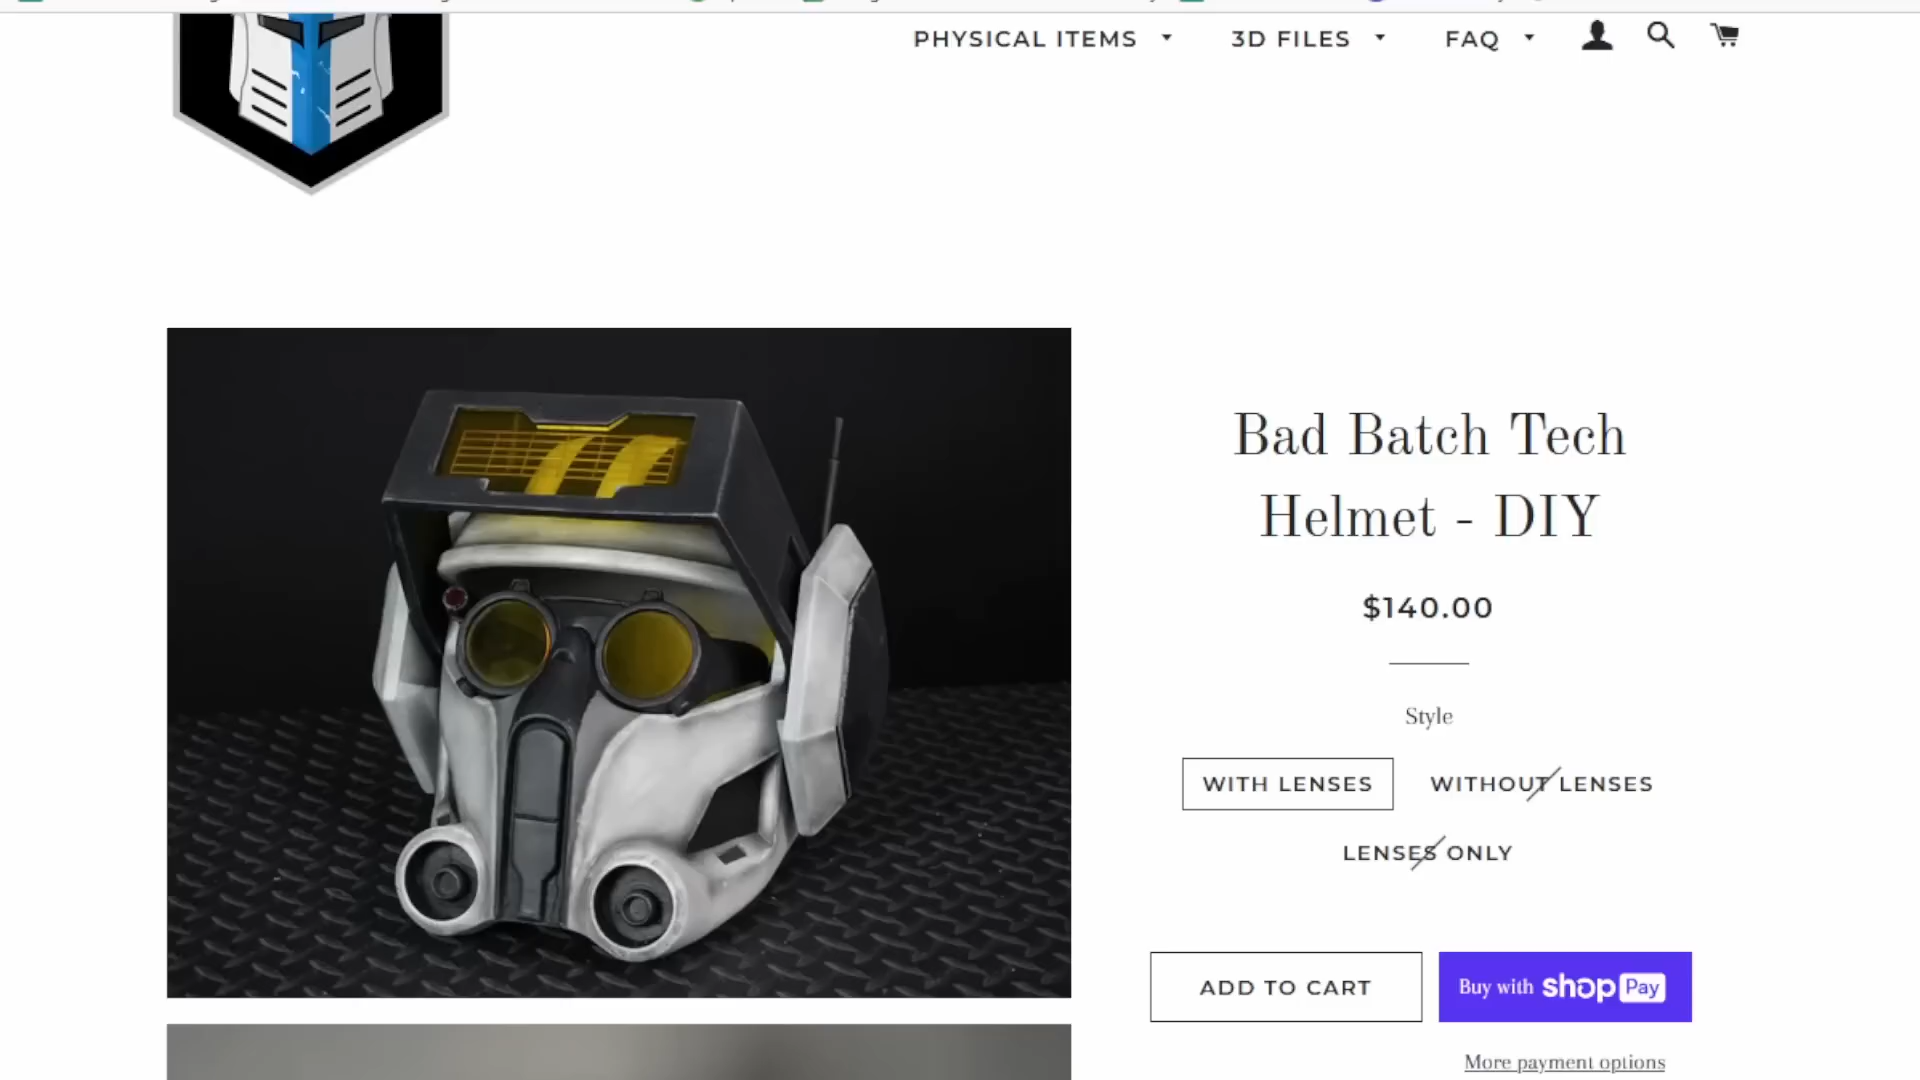 PHYSICAL ITEMS 3D FILES FAQ
Bad Batch Tech
Helmet - DIY
$140.00
Style
WITH LENSES WITHOUT LENSES
LENSES ONLY
ADD TO CART Buy with shop Pay
More payment options